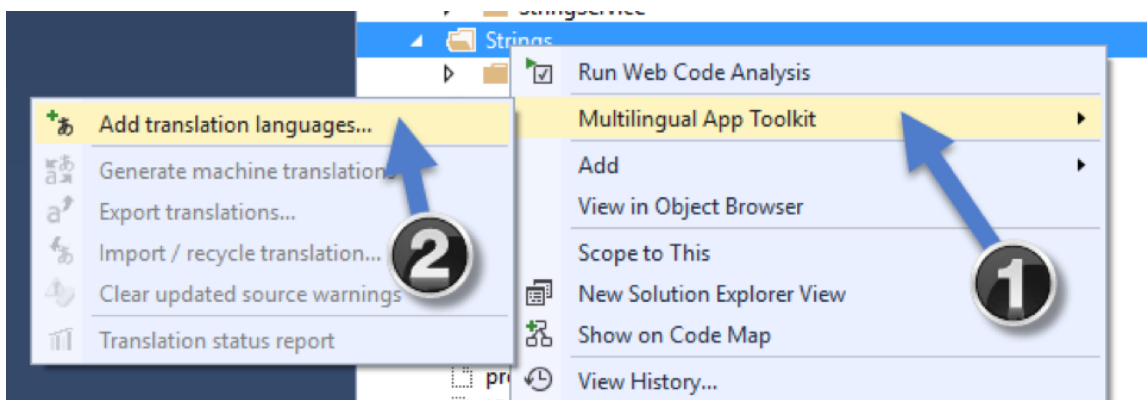 Strings
Run Web Code Analysis
Multilingual App Toolkit
Add
View in Object Browser
Scope to This
New Solution Explorer View
Show on Code Map
View History...
1
Add translation languages...
Generate machine translation
Export translations...
Import / recycle translation...
Clear updated source warnings
Translation status report
2